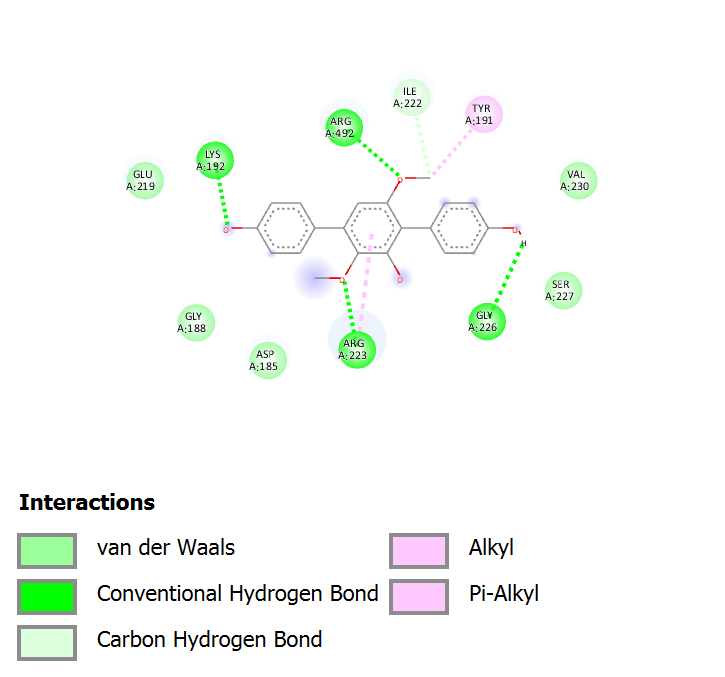 ILE
A:222
TYR
A:191
ARG
A:492
LYS
A:192
GLU
A:219
VAL
A:230
O
O
O
H
O
O
SER
A:227
GLY
A:188
GLY
A:226
ARG
A:223
ASP
A:185
Interactions
van der Waals
Alkyl
Conventional Hydrogen Bond
Pi-Alkyl
Carbon Hydrogen Bond